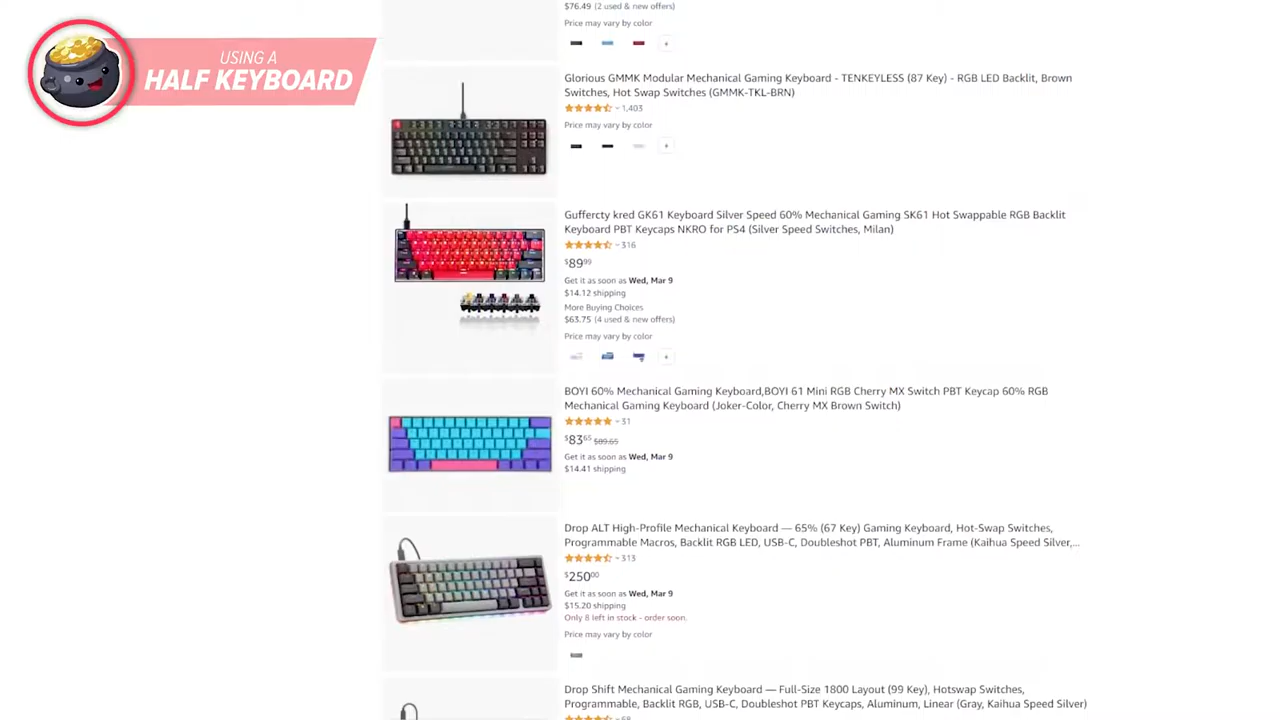 USING A
HALF KEYBOARD
$76.49 (2 used & new offers)
Price may vary by color
+
Glorious GMMK Modular Mechanical Gaming Keyboard - TENKEYLESS (87 Key) - RGB LED Backlit, Brown
Switches, Hot Swap Switches (GMMK-TKL-BRN)
1,403
Price may vary by color
+
Guffercty kred GK61 Keyboard Silver Speed 60% Mechanical Gaming SK61 Hot Swappable RGB Backlit
Keyboard PBT Keycaps NKRO for PS4 (Silver Speed Switches, Milan)
316
$89.99
Get it as soon as Wed, Mar 9
$14.12 shipping
More Buying Choices
$63.75 (4 used & new offers)
Price may vary by color
+
BOYI 60% Mechanical Gaming Keyboard,BOYI 61 Mini RGB Cherry MX Switch PBT Keycap 60% RGB
Mechanical Gaming Keyboard (Joker-Color, Cherry MX Brown Switch)
31
$83.65 $89.65
Get it as soon as Wed, Mar 9
$14.41 shipping
Drop ALT High-Profile Mechanical Keyboard — 65% (67 Key) Gaming Keyboard, Hot-Swap Switches,
Programmable Macros, Backlit RGB LED, USB-C, Doubleshot PBT, Aluminum Frame (Kaihua Speed Silver,...
313
$250.00
Get it as soon as Wed, Mar 9
$15.20 shipping
Only 8 left in stock - order soon.
Price may vary by color
Drop Shift Mechanical Gaming Keyboard — Full-Size 1800 Layout (99 Key), Hotswap Switches,
Programmable, Backlit RGB, USB-C, Doubleshot PBT Keycaps, Aluminum, Linear (Gray, Kaihua Speed Silver)